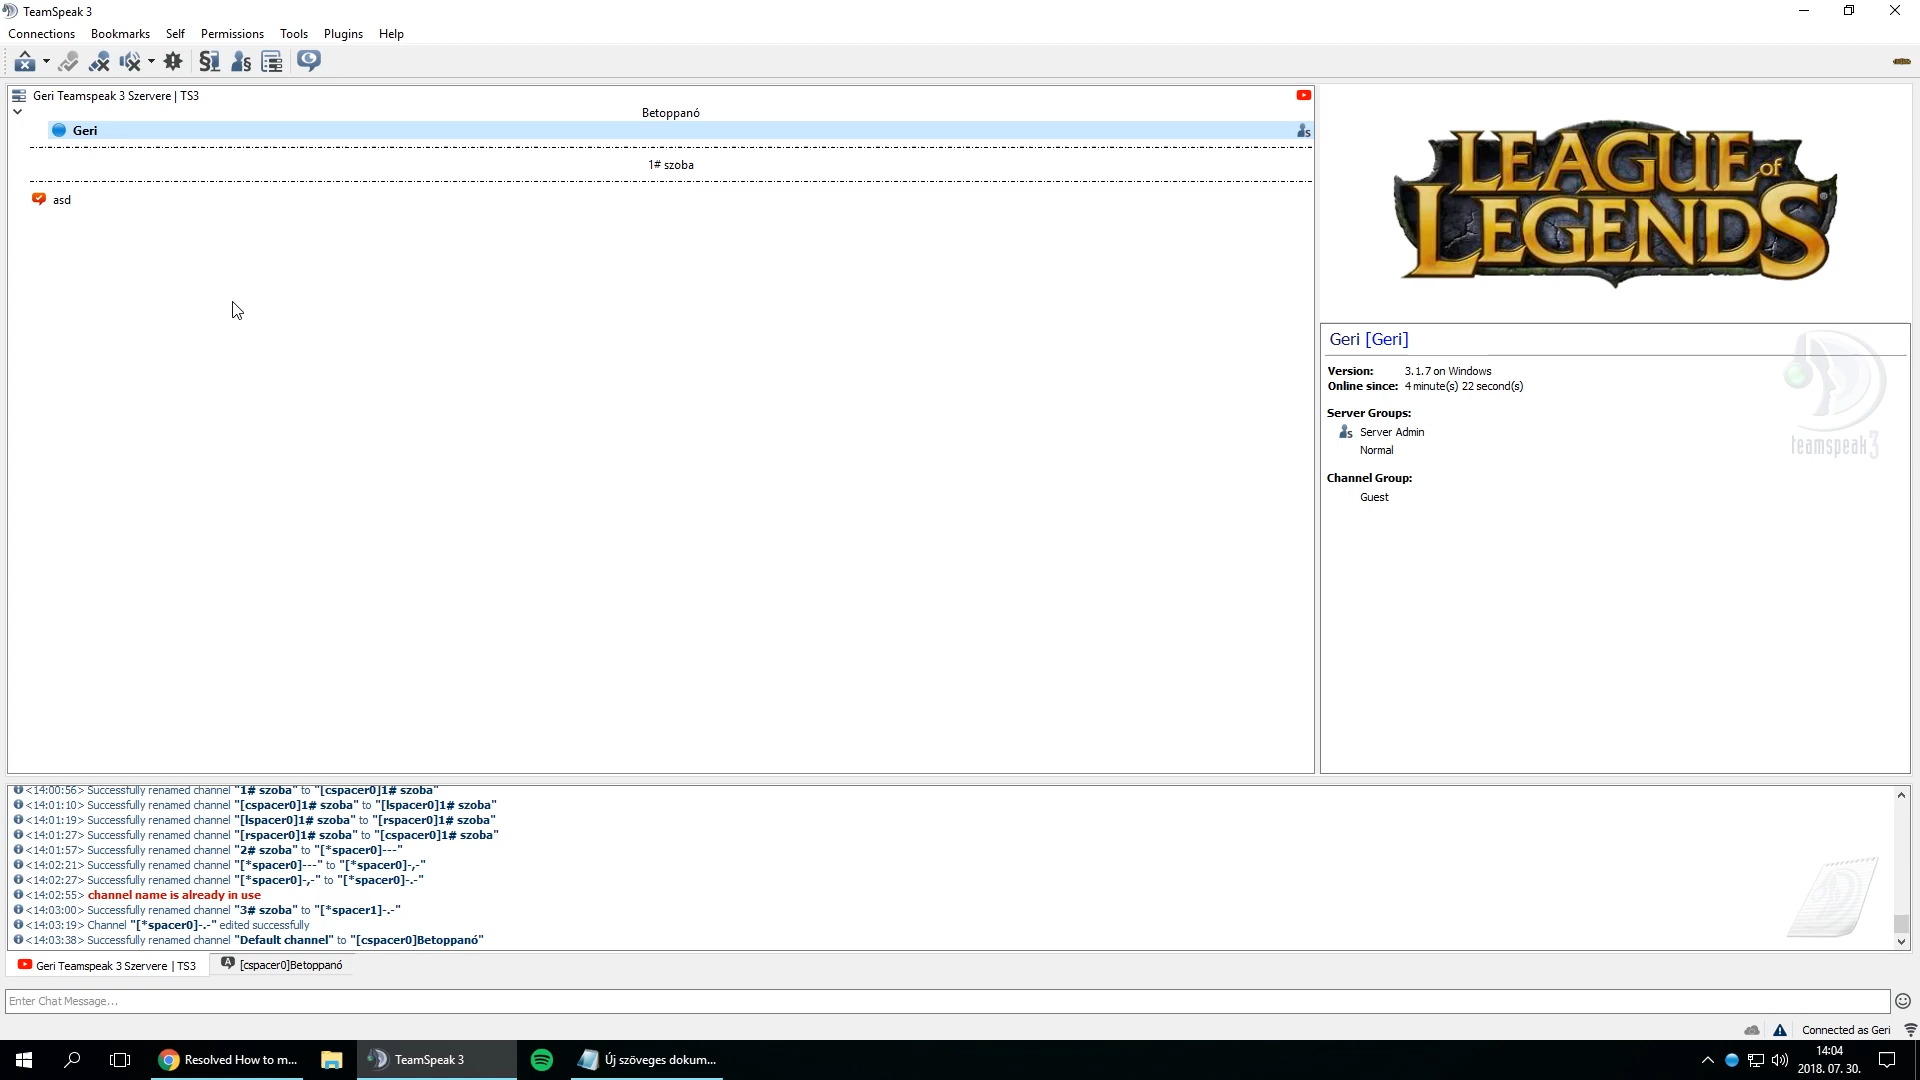 TeamSpeak 3
Connections Bookmarks Self Permissions Tools Plugins Help
Geri Teamspeak 3 Szervere | TS3
Betoppanó
Geri
1# szoba
asd
LEAGUE of
LEGENDS
Geri [Geri]
Version: 3.1.7 on Windows
Online since: 4 minute(s) 22 second(s)
Server Groups:
Server Admin
Normal
Channel Group:
Guest
teamspeak3
<14:00:56> Successfully renamed channel "1# szoba" to "[cspacer0]1# szoba"
<14:01:10> Successfully renamed channel "[cspacer0]1# szoba" to "[lspacer0]1# szoba"
<14:01:19> Successfully renamed channel "[lspacer0]1# szoba" to "[rspacer0]1# szoba"
<14:01:27> Successfully renamed channel "[rspacer0]1# szoba" to "[cspacer0]1# szoba"
<14:01:57> Successfully renamed channel "2# szoba" to "[*spacer0]---"
<14:02:21> Successfully renamed channel "[*spacer0]---" to "[*spacer0]-,-"
<14:02:27> Successfully renamed channel "[*spacer0]-,-" to "[*spacer0]-.-"
<14:02:55> channel name is already in use
<14:03:00> Successfully renamed channel "3# szoba" to "[*spacer1]-.-"
<14:03:19> Channel "[*spacer0]-.-" edited successfully
<14:03:38> Successfully renamed channel "Default channel" to "[cspacer0]Betoppanó"
Geri Teamspeak 3 Szervere | TS3 [cspacer0]Betoppanó
Enter Chat Message...
Connected as Geri
Resolved How to m... TeamSpeak 3 Új szöveges dokum...
14:04
2018. 07. 30.